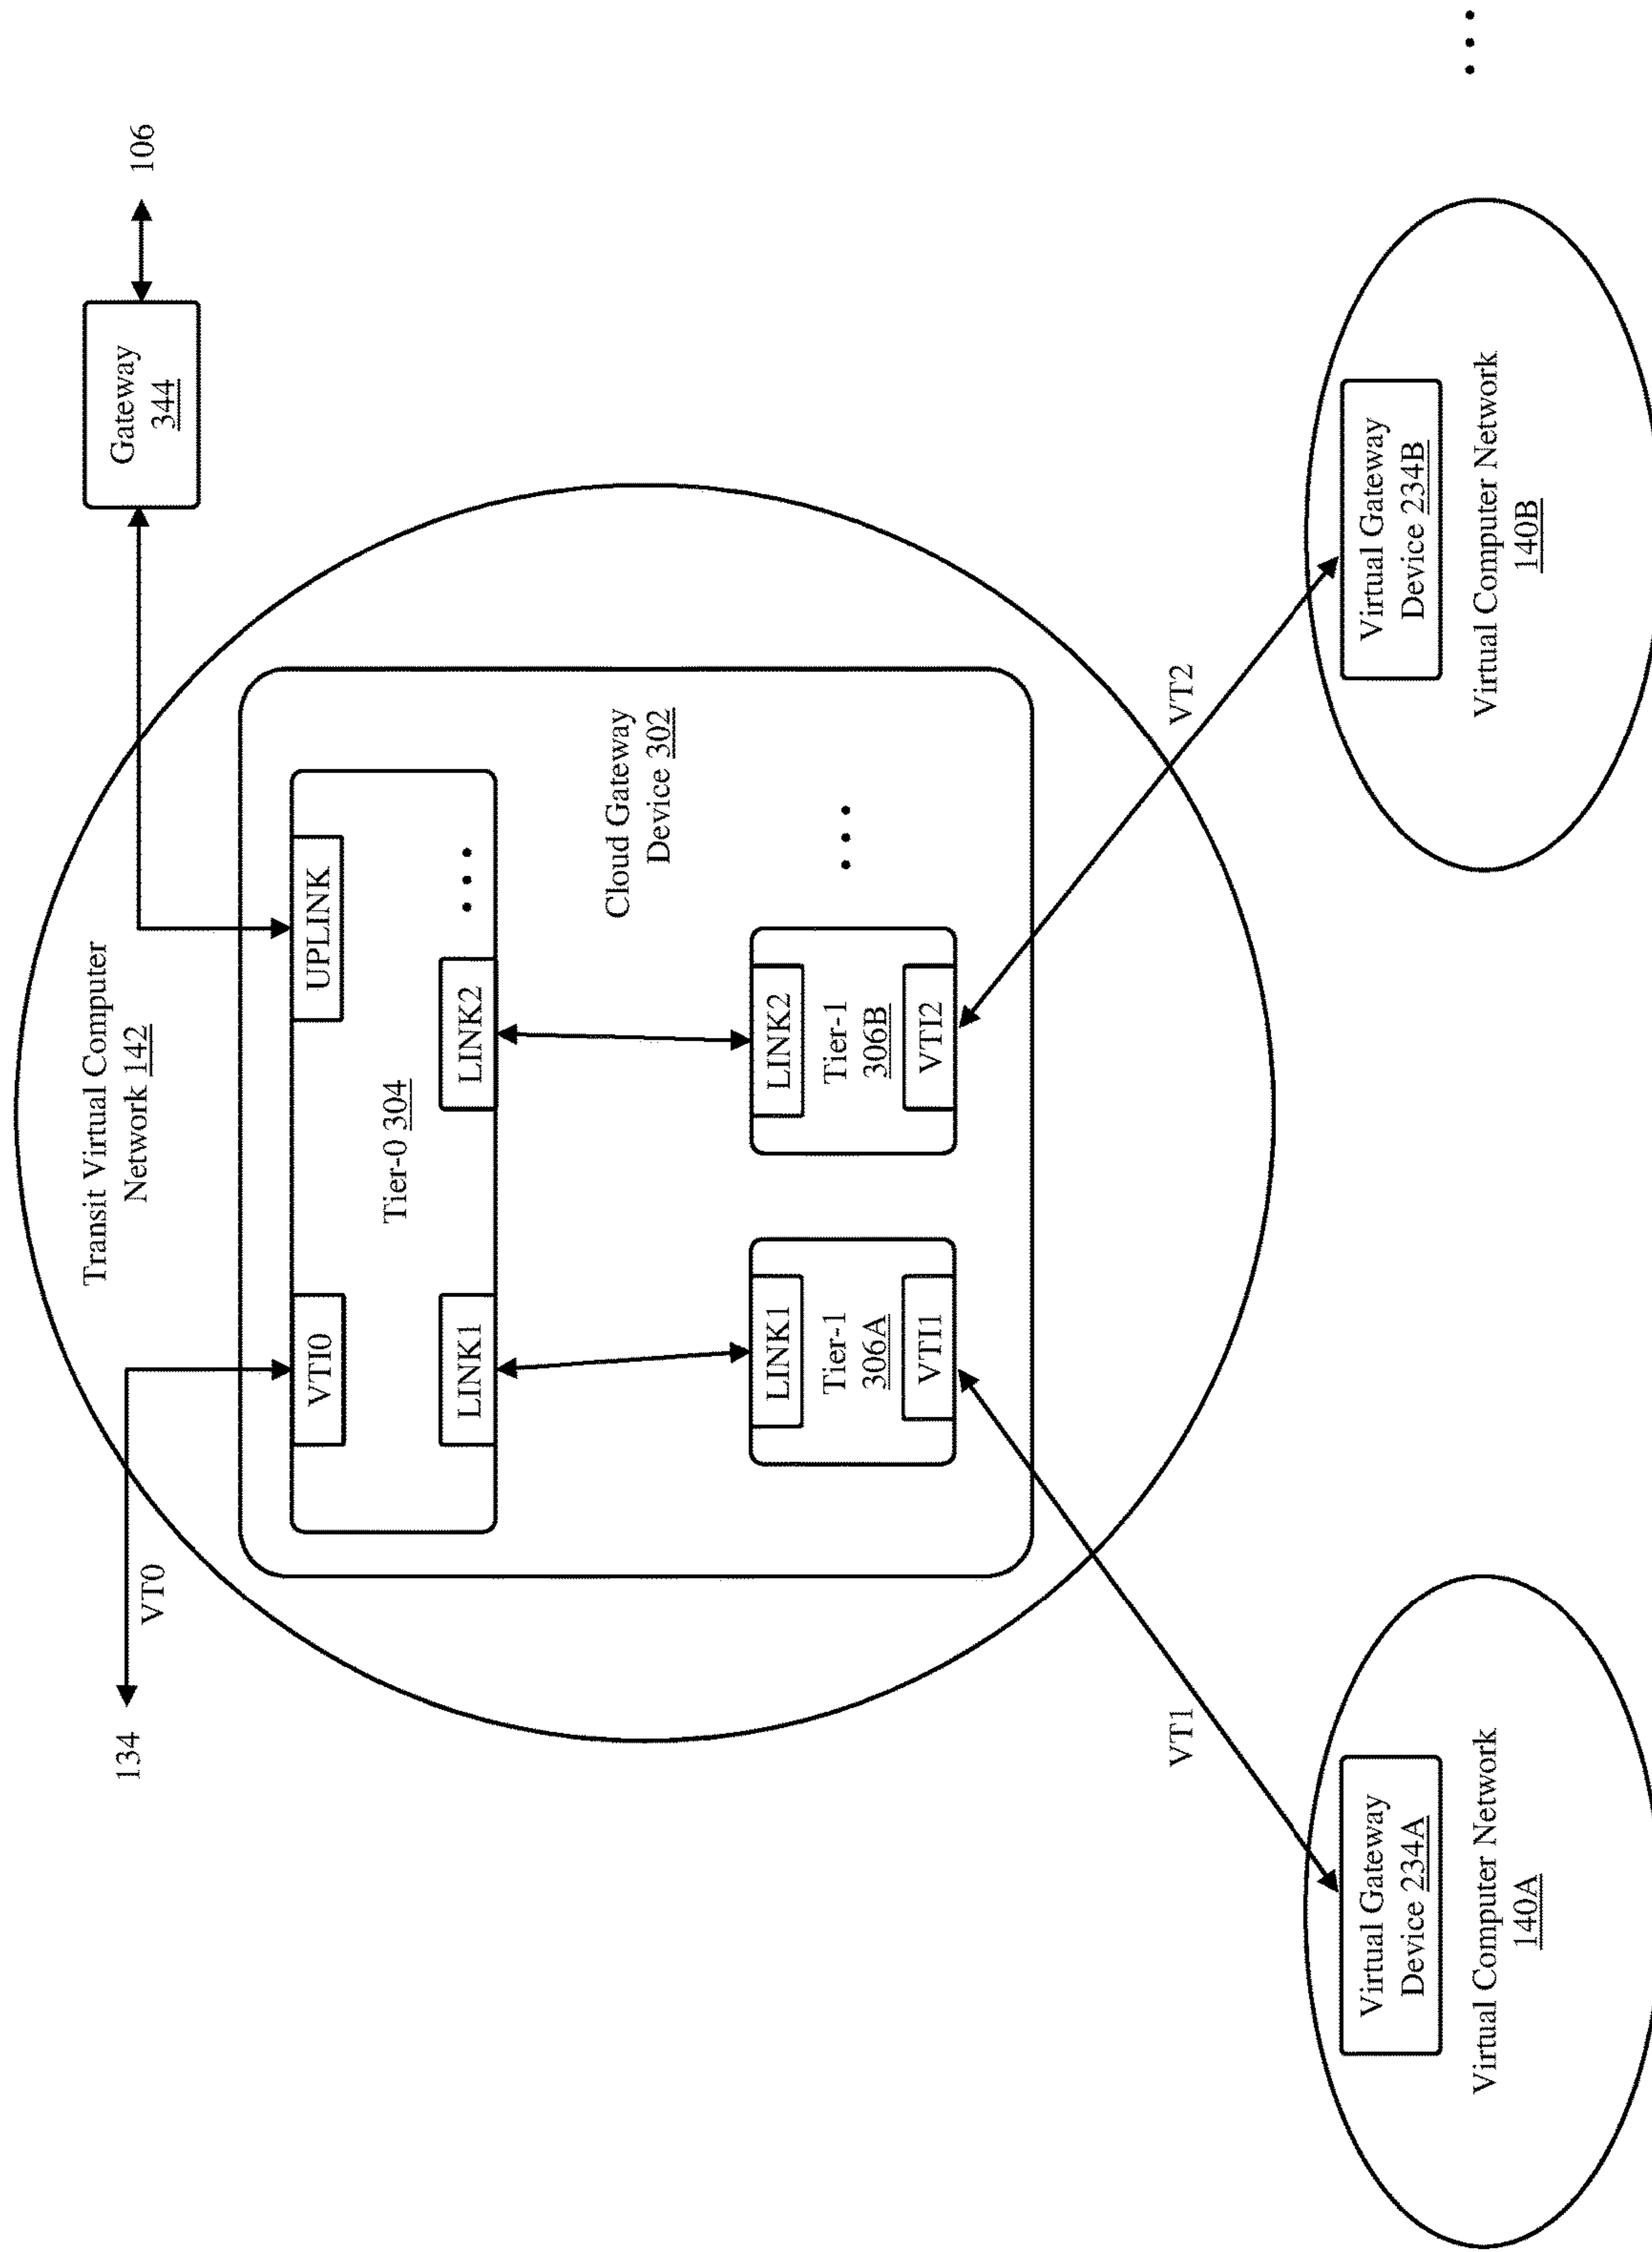 134
VT0
Transit Virtual Computer
Network 142
Gateway
344
106
VTI0
UPLINK
Tier-0 304
LINK1
LINK2
Cloud Gateway
Device 302
LINK1
Tier-1
306A
VTI1
LINK2
Tier-1
306B
VTI2
VT1
VT2
Virtual Gateway
Device 234A
Virtual Computer Network
140A
Virtual Gateway
Device 234B
Virtual Computer Network
140B